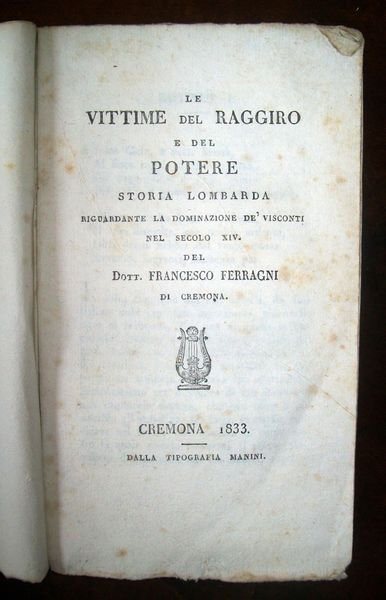 LE
VITTIME DEL RAGGIRO
E DEL
POTERE
STORIA LOMBARDA
RIGUARDANTE LA DOMINAZIONE DE' VISCONTI
NEL SECOLO XIV.
DEL
DOTT. FRANCESCO FERRAGNI
DI CREMONA.
CREMONA 1833.
DALLA TIPOGRAFIA MANINI.